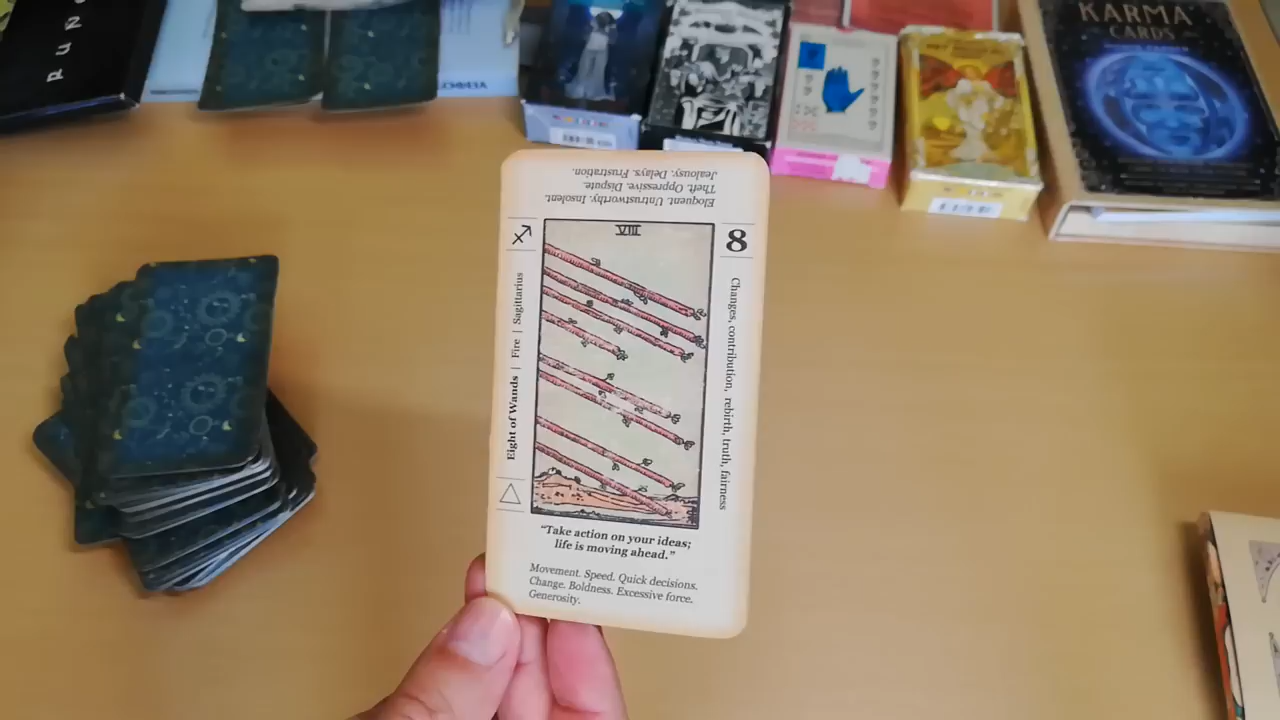 KARMA
CARDS
Eloquent. Untrustworthy. Insolent.
Theft. Oppressive. Dispute.
Jealousy. Delays. Frustration.
VIII
8
Eight of Wands | Fire | Sagittarius
Changes, contribution, rebirth, truth, fairness
“Take action on your ideas;
life is moving ahead.”
Movement. Speed. Quick decisions.
Change. Boldness. Excessive force.
Generosity.